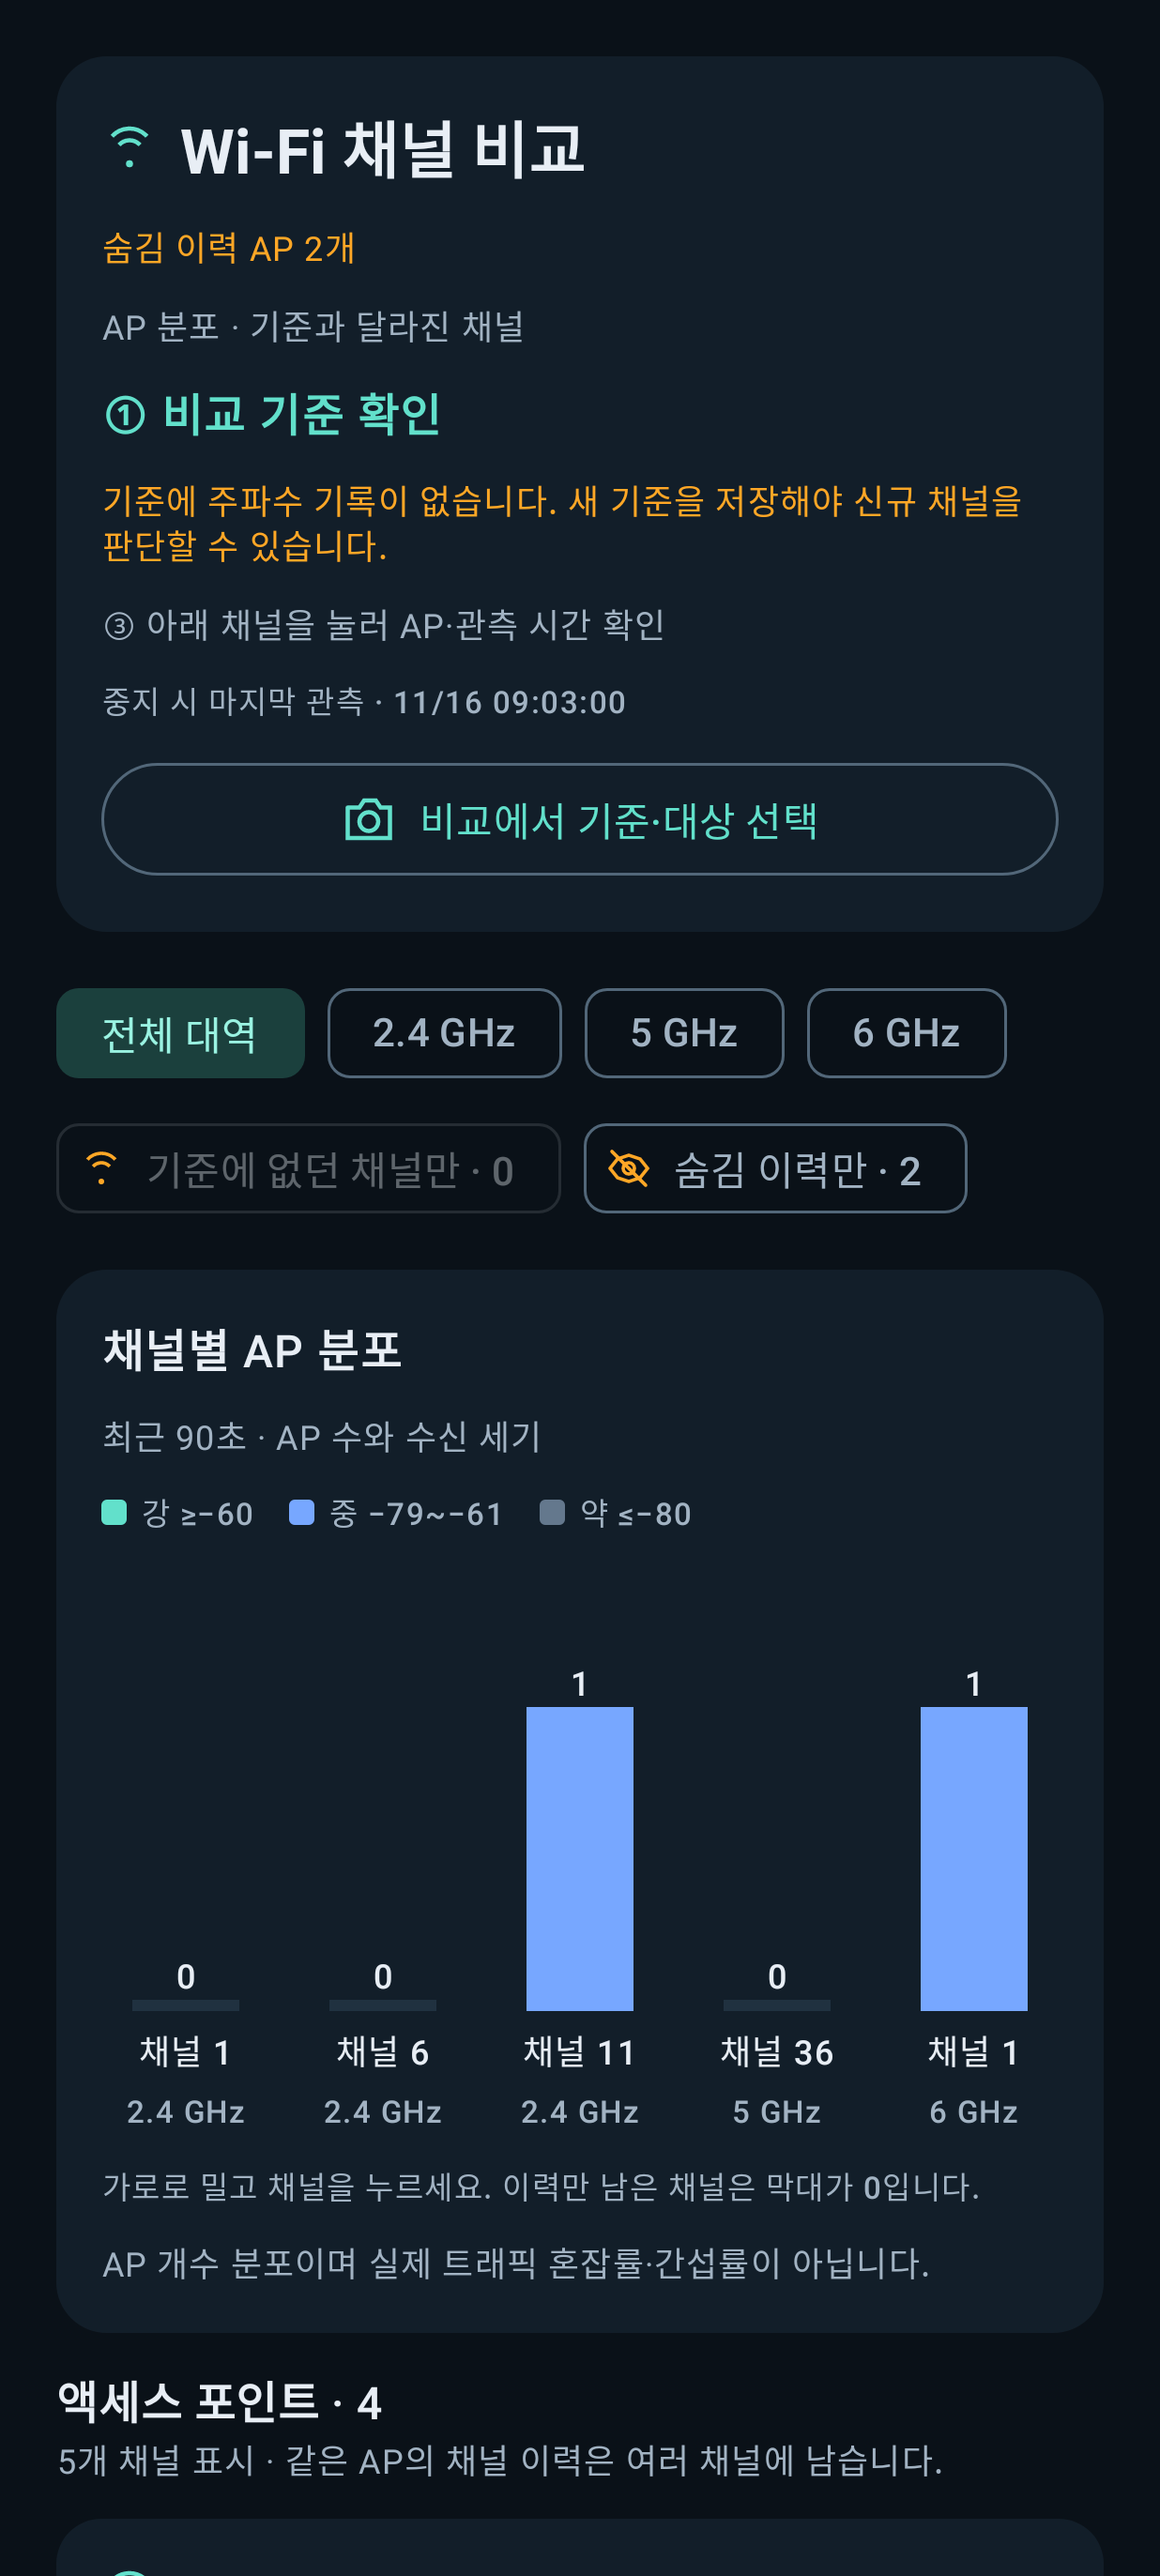 Wi-Fi 채널 비교
숨김 이력 AP 2개
AP 분포 · 기준과 달라진 채널
① 비교 기준 확인
기준에 주파수 기록이 없습니다. 새 기준을 저장해야 신규 채널을
판단할 수 있습니다.
③ 아래 채널을 눌러 AP·관측 시간 확인
중지 시 마지막 관측 · 11/16 09:03:00
비교에서 기준·대상 선택
전체 대역 2.4 GHz 5 GHz 6 GHz
기준에 없던 채널만 · 0 숨김 이력만 · 2
채널별 AP 분포
최근 90초 · AP 수와 수신 세기
강 ≥−60 중 −79~−61 약 ≤−80
1 1
0 0 0
채널 1 채널 6 채널 11 채널 36 채널 1
2.4 GHz 2.4 GHz 2.4 GHz 5 GHz 6 GHz
가로로 밀고 채널을 누르세요. 이력만 남은 채널은 막대가 0입니다.
AP 개수 분포이며 실제 트래픽 혼잡률·간섭률이 아닙니다.
액세스 포인트 · 4
5개 채널 표시 · 같은 AP의 채널 이력은 여러 채널에 남습니다.